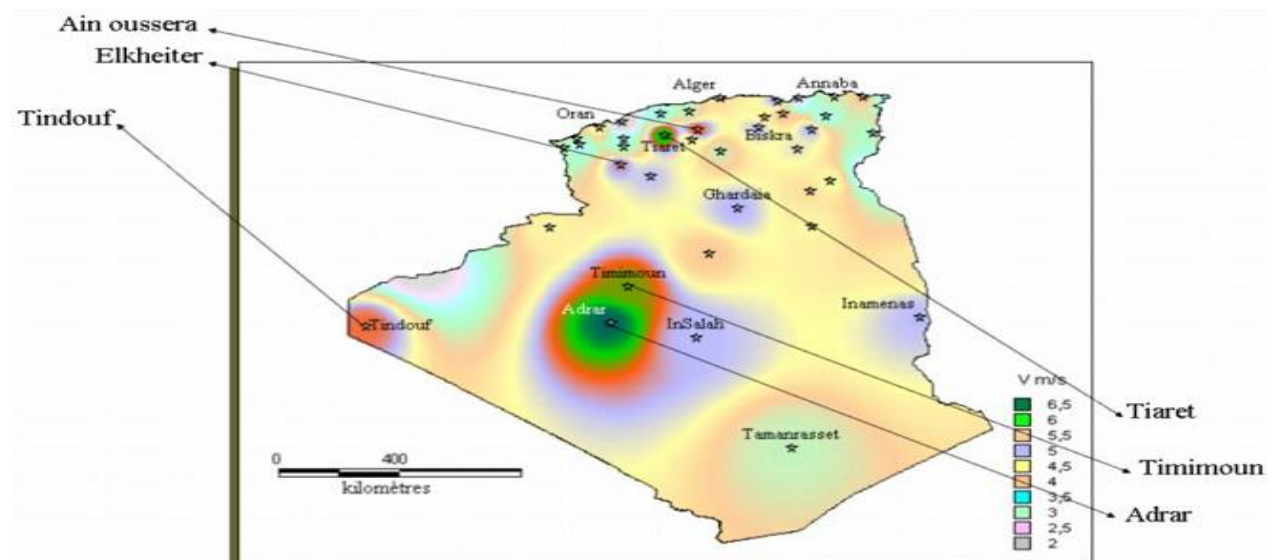 Ain oussera
Elkheiter
Tindouf
Alger
Annaba
Oran
Tiaret
Biskra
Ghardaia
Timimoun
Adrar
Tindouf
InSalah
Inamenas
Tamanrasset
0 400
kilomètres
V m/s
6,5
6
5,5
5
4,5
4
3,5
3
2,5
2
Tiaret
Timimoun
Adrar